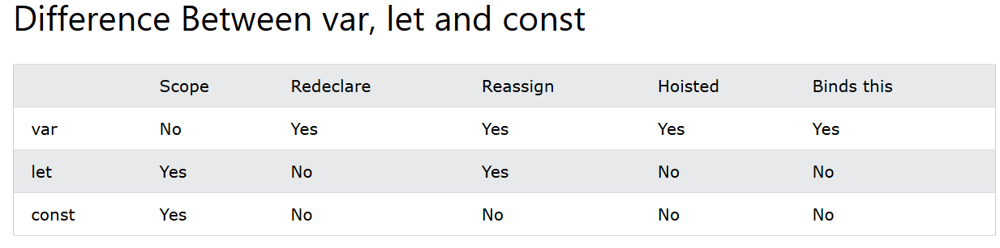 Difference Between var, let and const
Scope Redeclare Reassign Hoisted Binds this
var No Yes Yes Yes Yes
let Yes No Yes No No
const Yes No No No No